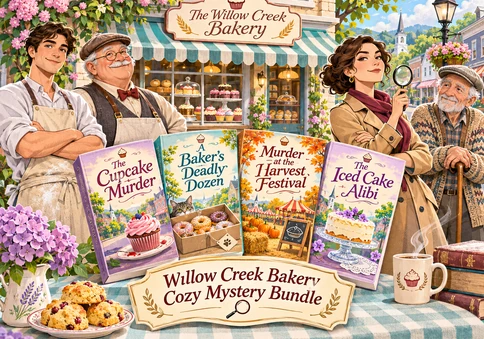 The Willow Creek
Bakery
The
Cupcake
Murder
A
Baker's
Deadly
Dozen
Murder
at the
Harvest
Festival
The
Iced Cake
Alibi
Willow Creek Bakery
Cozy Mystery Bundle